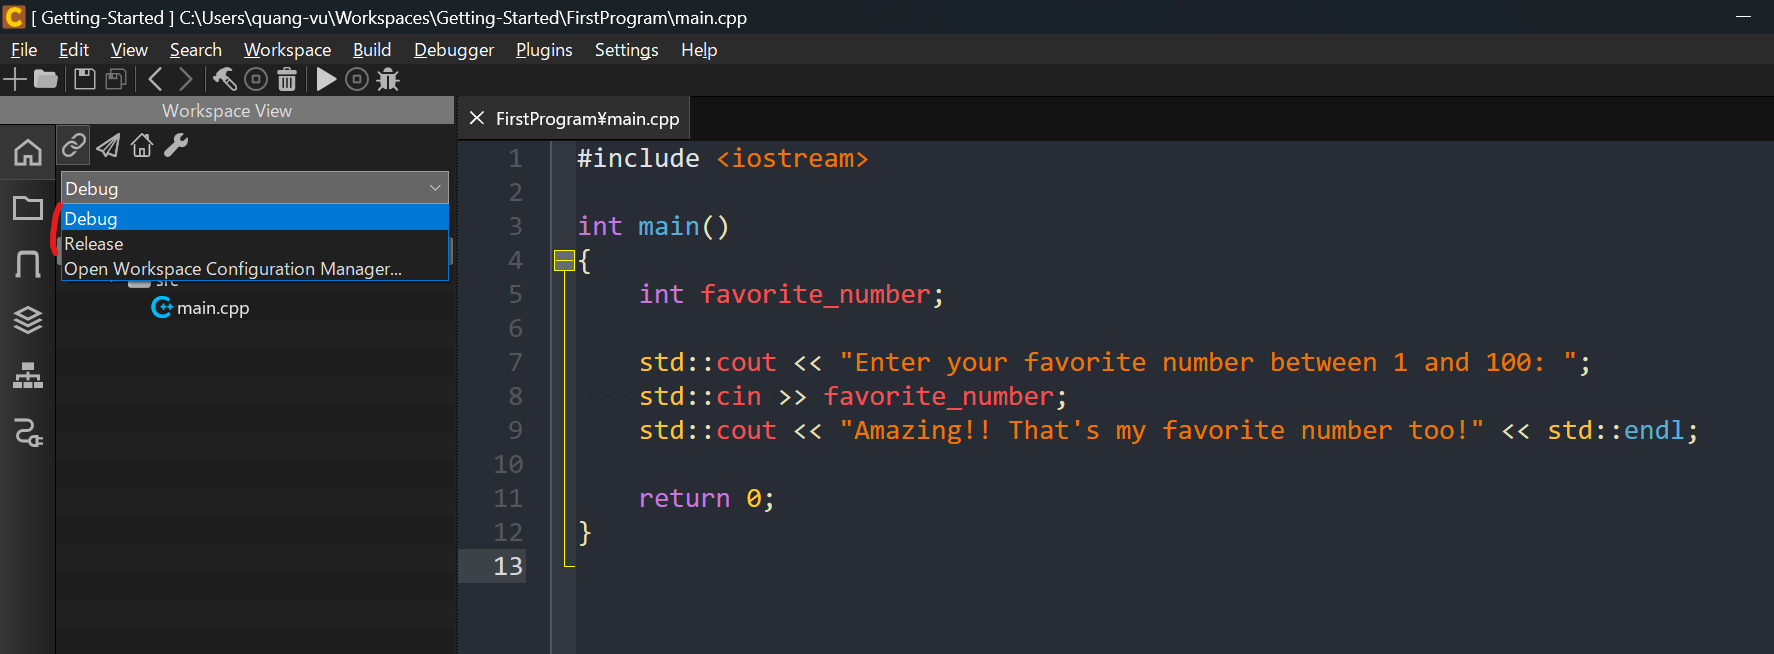 [ Getting-Started ] C:\Users\quang-vu\Workspaces\Getting-Started\FirstProgram\main.cpp
File Edit View Search Workspace Build Debugger Plugins Settings Help
Workspace View
Debug
Debug
Release
Open Workspace Configuration Manager...
src
main.cpp
FirstProgram¥main.cpp
1 #include <iostream>
2
3 int main()
4 {
5     int favorite_number;
6
7     std::cout << "Enter your favorite number between 1 and 100: ";
8     std::cin >> favorite_number;
9     std::cout << "Amazing!! That's my favorite number too!" << std::endl;
10
11     return 0;
12 }
13